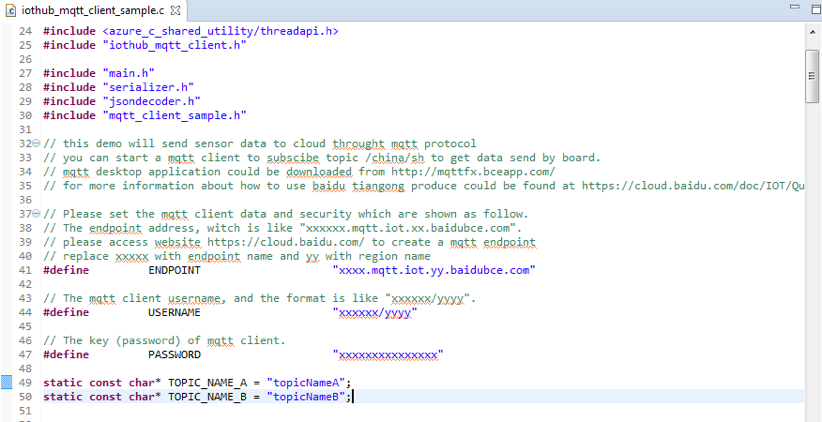 iothub_mqtt_client_sample.c
24 #include <azure_c_shared_utility/threadapi.h>
25 #include "iothub_mqtt_client.h"
26
27 #include "main.h"
28 #include "serializer.h"
29 #include "jsondecoder.h"
30 #include "mqtt_client_sample.h"
31
32 // this demo will send sensor data to cloud throught mqtt protocol
33 // you can start a mqtt client to subscibe topic /china/sh to get data send by board.
34 // mqtt desktop application could be downloaded from http://mqttfx.bceapp.com/
35 // for more information about how to use baidu tiangong produce could be found at https://cloud.baidu.com/doc/IOT/Qu
36
37 // Please set the mqtt client data and security which are shown as follow.
38 // The endpoint address, witch is like "xxxxxx.mqtt.iot.xx.baidubce.com".
39 // please access website https://cloud.baidu.com/ to create a mqtt endpoint
40 // replace xxxxx with endpoint name and yy with region name
41 #define ENDPOINT "xxxx.mqtt.iot.yy.baidubce.com"
42
43 // The mqtt client username, and the format is like "xxxxxx/yyyy".
44 #define USERNAME "xxxxxx/yyyy"
45
46 // The key (password) of mqtt client.
47 #define PASSWORD "xxxxxxxxxxxxxxx"
48
49 static const char* TOPIC_NAME_A = "topicNameA";
50 static const char* TOPIC_NAME_B = "topicNameB";
51